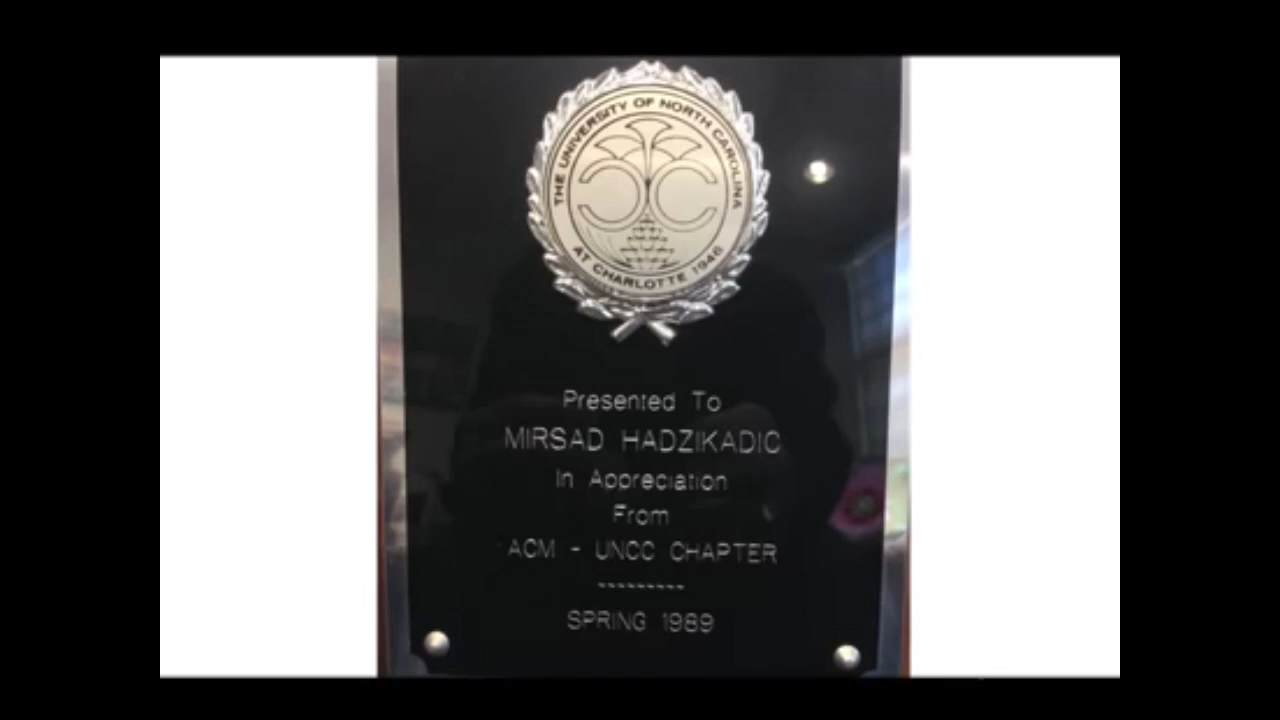 THE UNIVERSITY OF NORTH CAROLINA
AT CHARLOTTE 1946
Presented To
MIRSAD HADZIKADIC
In Appreciation
From
ACM - UNCC CHAPTER
---------
SPRING 1989